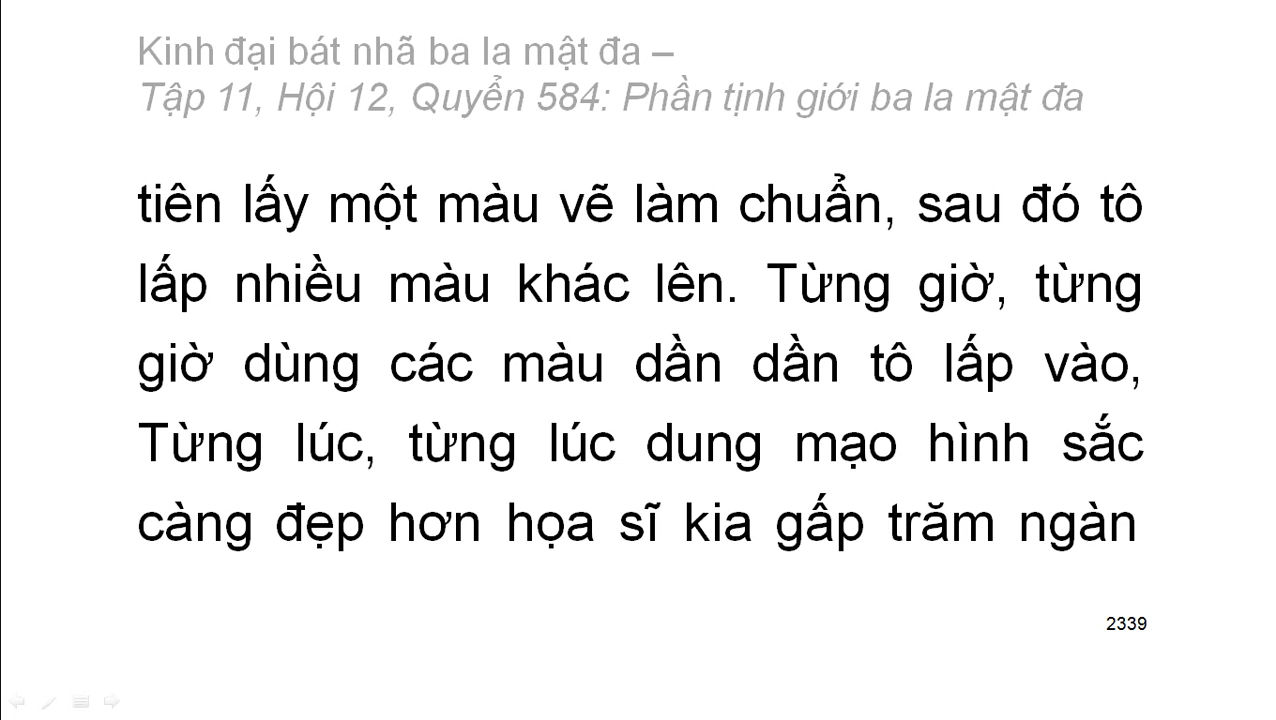 Kinh đại bát nhã ba la mật đa –
Tập 11, Hội 12, Quyển 584: Phần tịnh giới ba la mật đa
tiên lấy một màu vẽ làm chuẩn, sau đó tô
lấp nhiều màu khác lên. Từng giờ, từng
giờ dùng các màu dần dần tô lấp vào,
Từng lúc, từng lúc dung mạo hình sắc
càng đẹp hơn họa sĩ kia gấp trăm ngàn
2339